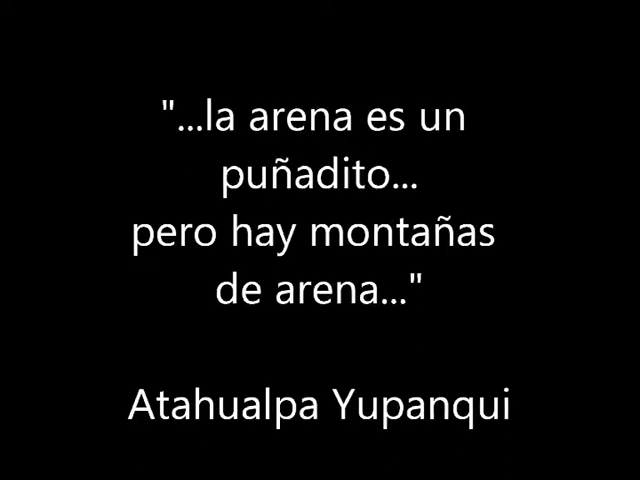 "...la arena es un
puñadito...
pero hay montañas
de arena..."
Atahualpa Yupanqui